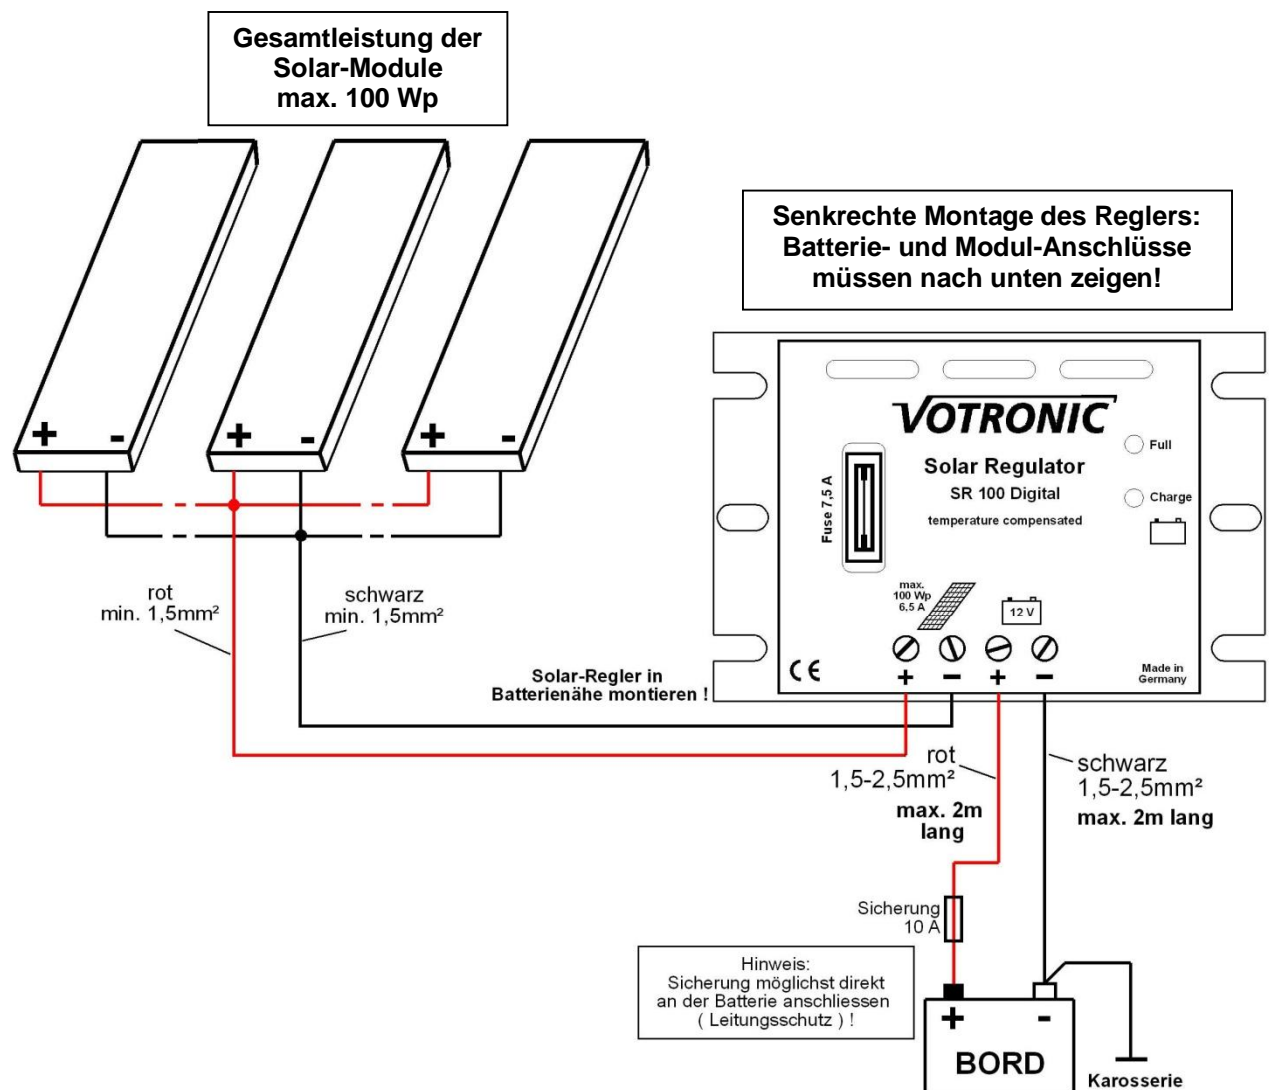 Gesamtleistung der
Solar-Module
max. 100 Wp
Senkrechte Montage des Reglers:
Batterie- und Modul-Anschlüsse
müssen nach unten zeigen!
+ -
+ -
+ -
VOTRONIC
Full
Solar Regulator
SR 100 Digital
Charge
temperature compensated
Fuse 7,5 A
max.
100 Wp
6,5 A
12 V
+ − + −
CE
Made in
Germany
rot
min. 1,5mm²
schwarz
min. 1,5mm²
Solar-Regler in
Batterienähe montieren !
rot
1,5-2,5mm²
max. 2m
lang
schwarz
1,5-2,5mm²
max. 2m lang
Sicherung
10 A
Hinweis:
Sicherung möglichst direkt
an der Batterie anschliessen
( Leitungsschutz ) !
+ -
BORD
Karosserie